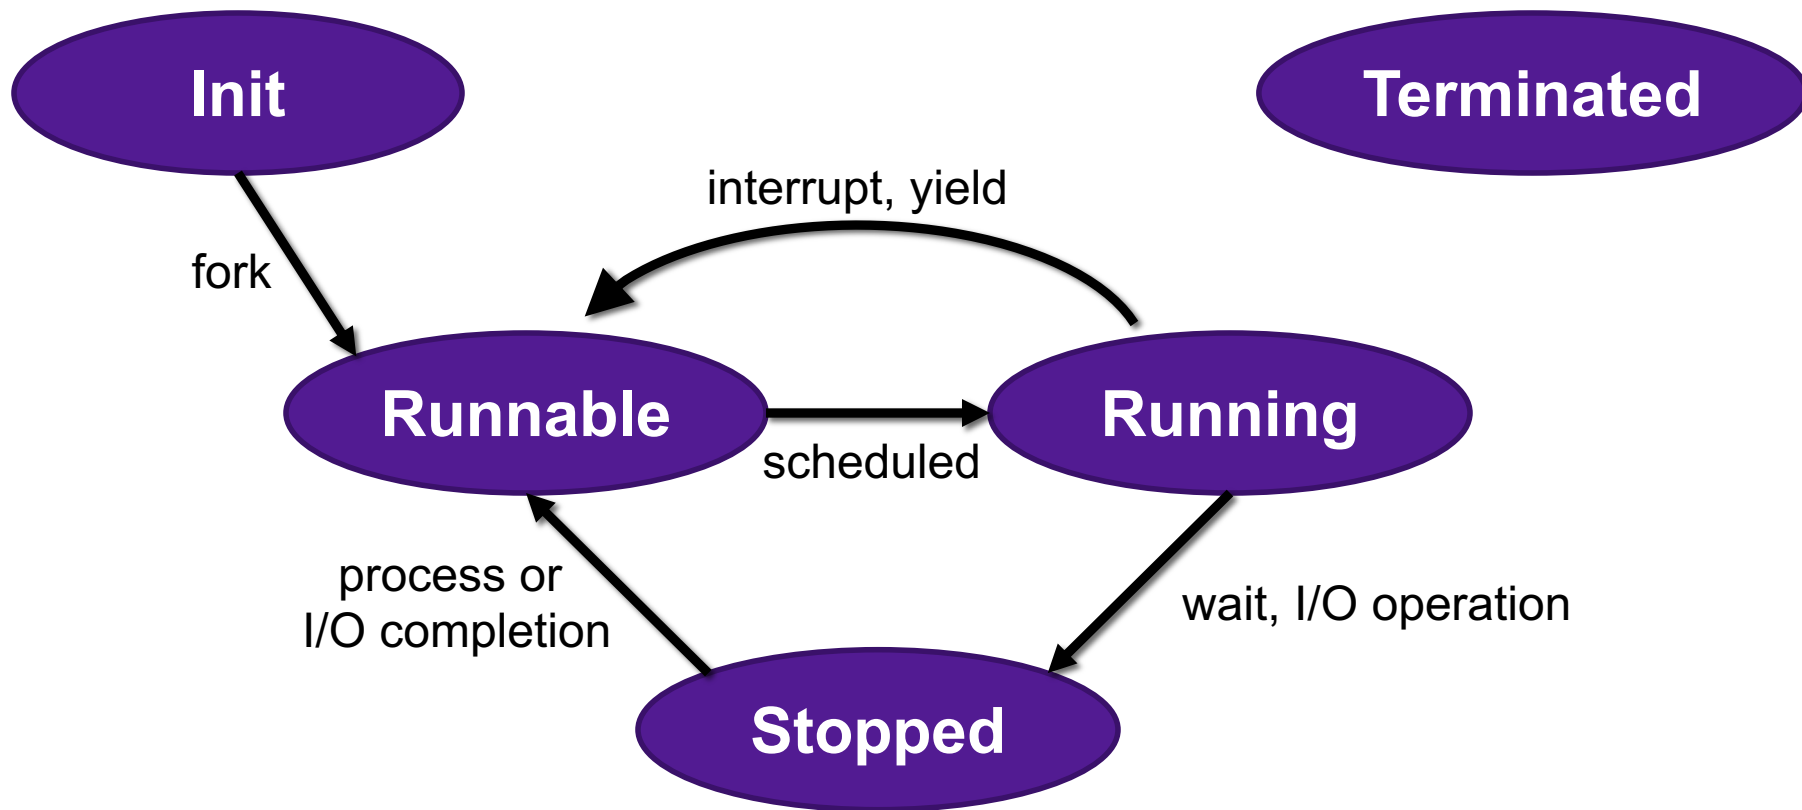 Init
Terminated
interrupt, yield
fork
Runnable
Running
scheduled
process or
I/O completion
wait, I/O operation
Stopped